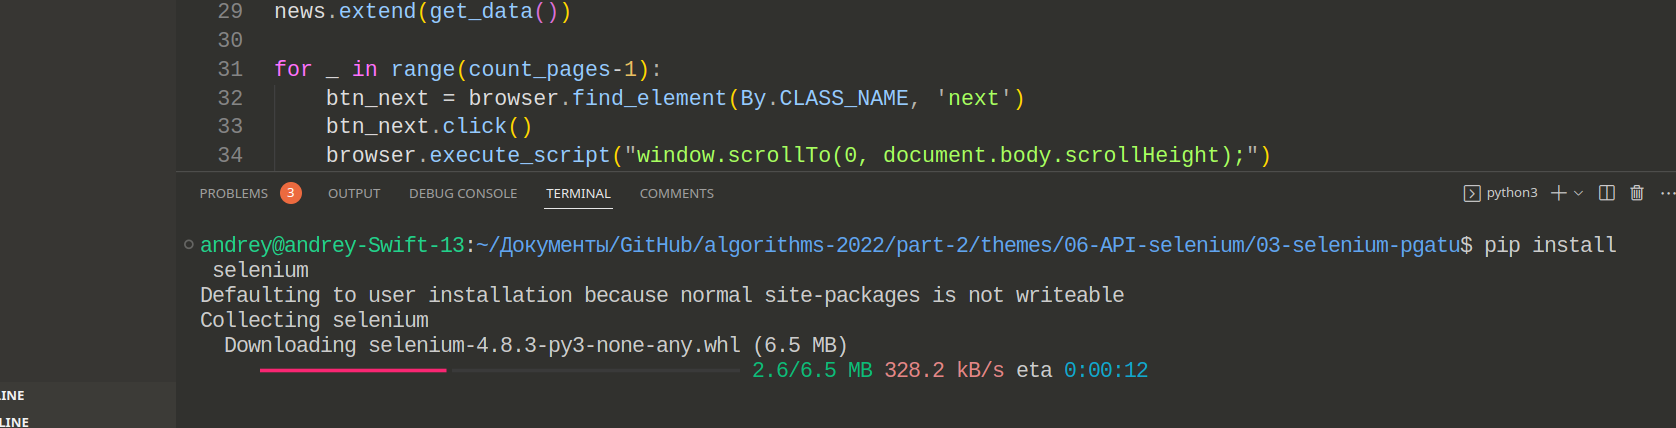 29 news.extend(get_data())
30
31 for _ in range(count_pages-1):
32 btn_next = browser.find_element(By.CLASS_NAME, 'next')
33 btn_next.click()
34 browser.execute_script("window.scrollTo(0, document.body.scrollHeight);")
PROBLEMS 3 OUTPUT DEBUG CONSOLE TERMINAL COMMENTS python3
andrey@andrey-Swift-13:~/Документы/GitHub/algorithms-2022/part-2/themes/06-API-selenium/03-selenium-pgatu$ pip install
selenium
Defaulting to user installation because normal site-packages is not writeable
Collecting selenium
Downloading selenium-4.8.3-py3-none-any.whl (6.5 MB)
2.6/6.5 MB 328.2 kB/s eta 0:00:12
INE
LINE